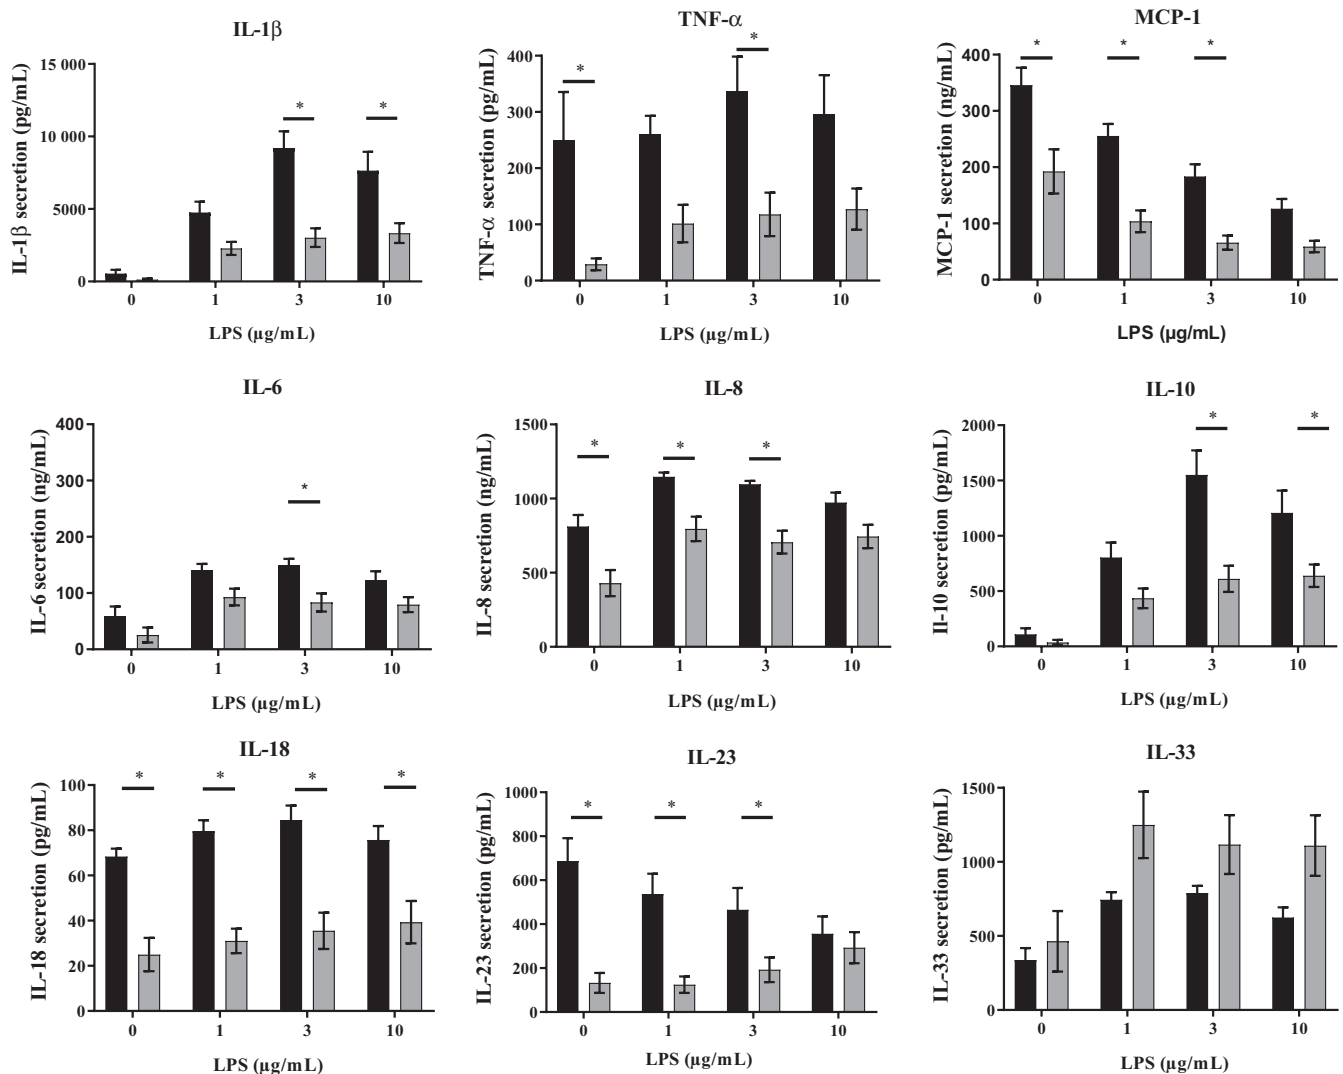 IL-1β
IL-1β secretion (pg/mL)
15 000
10 000
5000
0
*
*
0 1 3 10
LPS (µg/mL)
TNF-α
TNF-α secretion (pg/mL)
400
300
200
100
0
*
*
0 1 3 10
LPS (µg/mL)
MCP-1
MCP-1 secretion (ng/mL)
400
300
200
100
0
*
*
*
0 1 3 10
LPS (µg/mL)
IL-6
IL-6 secretion (ng/mL)
400
300
200
100
0
*
0 1 3 10
LPS (µg/mL)
IL-8
IL-8 secretion (ng/mL)
1500
1000
500
0
*
*
*
0 1 3 10
LPS (µg/mL)
IL-10
Il-10 secretion (pg/mL)
2000
1500
1000
500
0
*
*
0 1 3 10
LPS (µg/mL)
IL-18
IL-18 secretion (pg/mL)
100
80
60
40
20
0
*
*
*
*
0 1 3 10
LPS (µg/mL)
IL-23
IL-23 secretion (pg/mL)
1000
800
600
400
200
0
*
*
*
0 1 3 10
LPS (µg/mL)
IL-33
IL-33 secretion (pg/mL)
1500
1000
500
0
0 1 3 10
LPS (µg/mL)